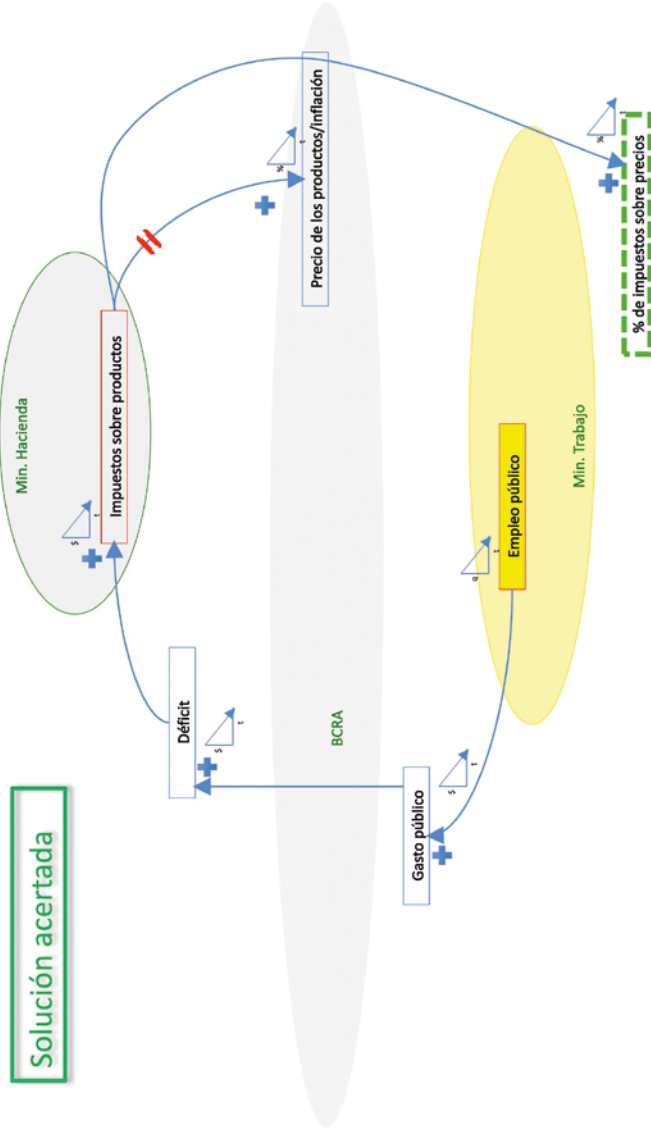 Solución acertada
Min. Hacienda
$
t
Impuestos sobre productos
Déficit
$
t
%
t
Precio de los productos/inflación
BCRA
Gasto público
$
t
q
t
Empleo público
Min. Trabajo
%
t
% de impuestos sobre precios